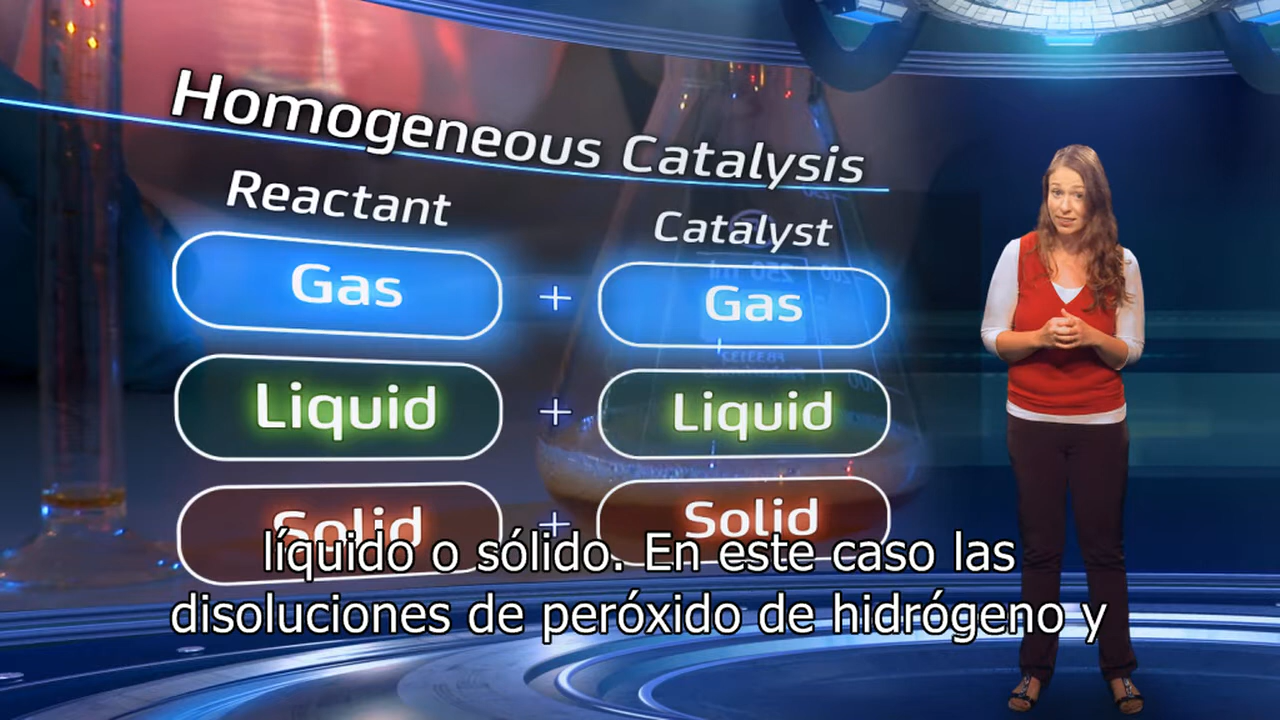 Homogeneous Catalysis
Reactant
Catalyst
Gas + Gas
Liquid + Liquid
Solid + Solid
líquido o sólido. En este caso las
disoluciones de peróxido de hidrógeno y